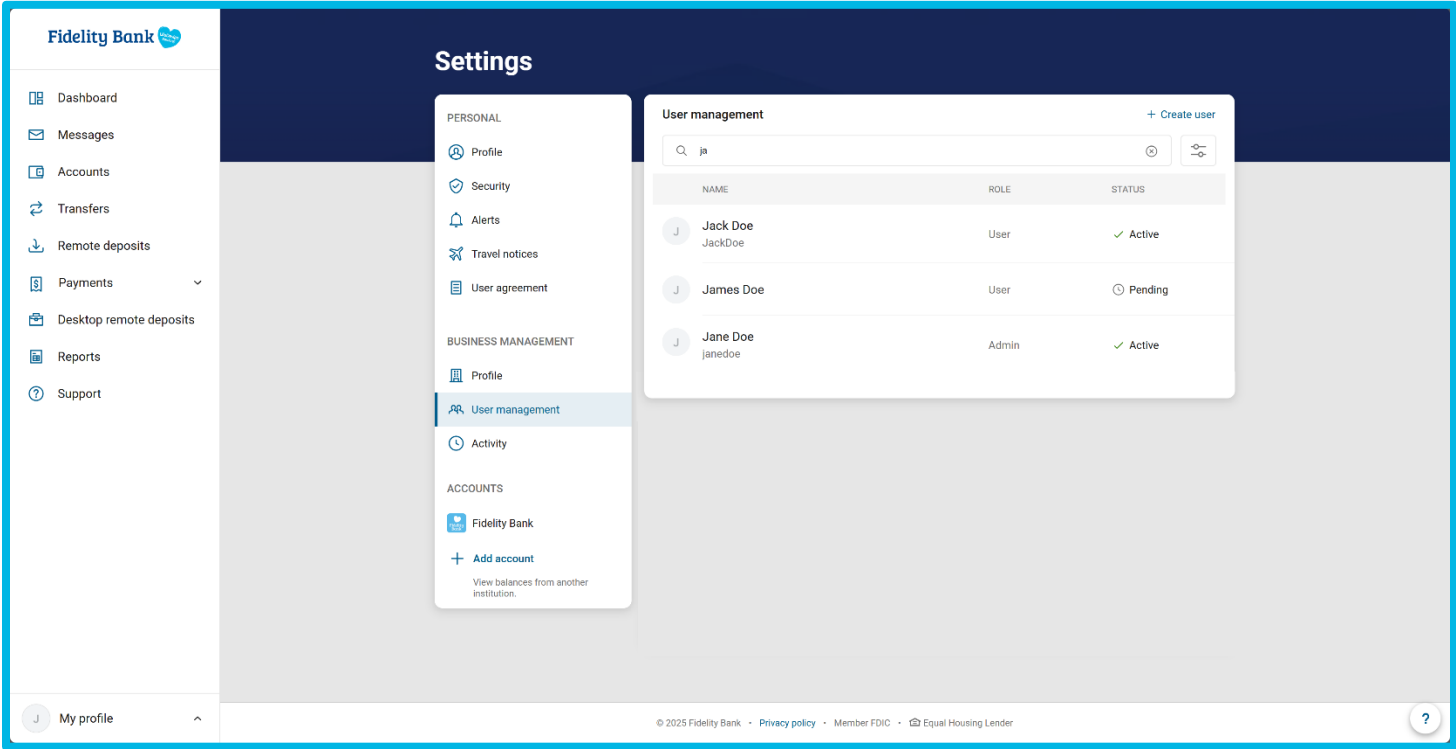 Fidelity Bank
Dashboard
Messages
Accounts
Transfers
Remote deposits
Payments
Desktop remote deposits
Reports
Support
J
My profile
Settings
PERSONAL
Profile
Security
Alerts
Travel notices
User agreement
BUSINESS MANAGEMENT
Profile
User management
Activity
ACCOUNTS
Fidelity Bank
+ Add account
View balances from another
institution.
User management
+ Create user
ja
NAME ROLE STATUS
J Jack Doe User Active
JackDoe
J James Doe User Pending
J Jane Doe Admin Active
janedoe
© 2025 Fidelity Bank • Privacy policy • Member FDIC • Equal Housing Lender
?